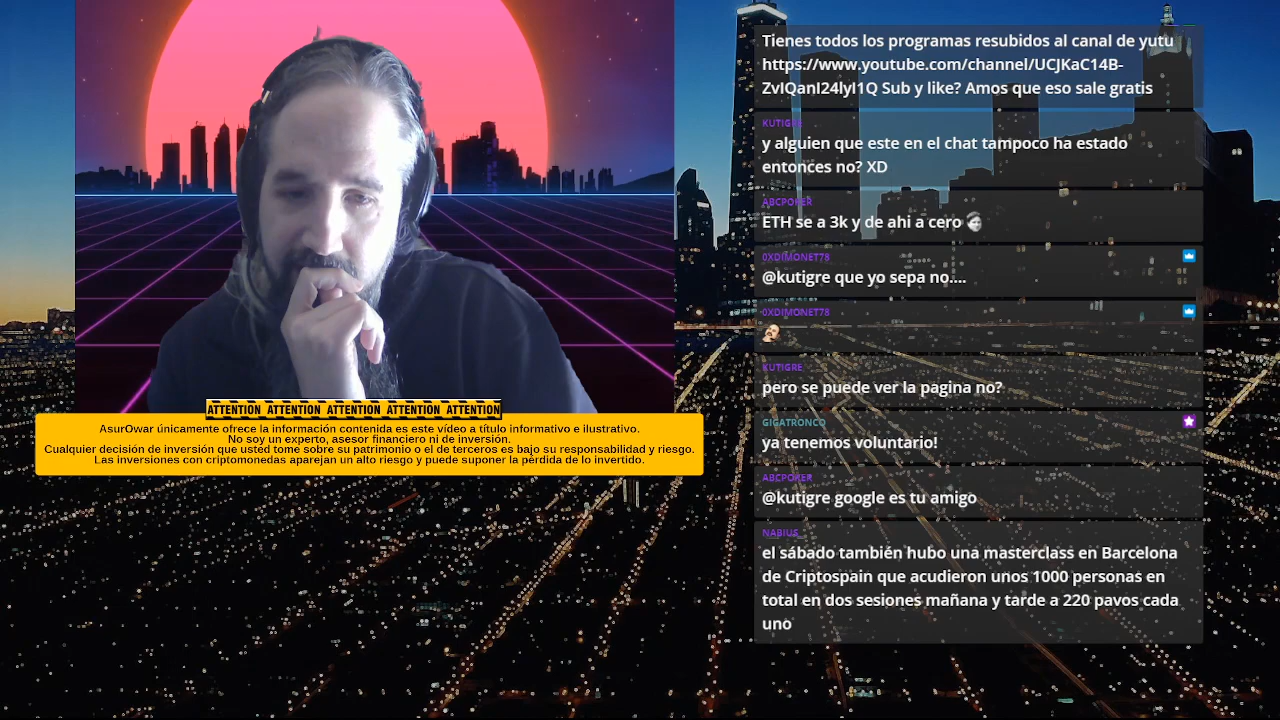 Tienes todos los programas resubidos al canal de yutu
https://www.youtube.com/channel/UCJKaC14B-
ZvIQanI24lyI1Q Sub y like? Amos que eso sale gratis
KUTIGRE
y alguien que este en el chat tampoco ha estado
entonces no? XD
ABCPOKER
ETH se a 3k y de ahi a cero
0XDIMONET78
@kutigre que yo sepa no....
0XDIMONET78
KUTIGRE
pero se puede ver la pagina no?
GIGATRONCO
ya tenemos voluntario!
ABCPOKER
@kutigre google es tu amigo
NABIUS
el sábado también hubo una masterclass en Barcelona
de Criptospain que acudieron unos 1000 personas en
total en dos sesiones mañana y tarde a 220 pavos cada
uno
ATTENTION ATTENTION ATTENTION ATTENTION ATTENTION
AsurOwar únicamente ofrece la información contenida es este vídeo a título informativo e ilustrativo.
No soy un experto, asesor financiero ni de inversión.
Cualquier decisión de inversión que usted tome sobre su patrimonio o el de terceros es bajo su responsabilidad y riesgo.
Las inversiones con criptomonedas aparejan un alto riesgo y puede suponer la pérdida de lo invertido.